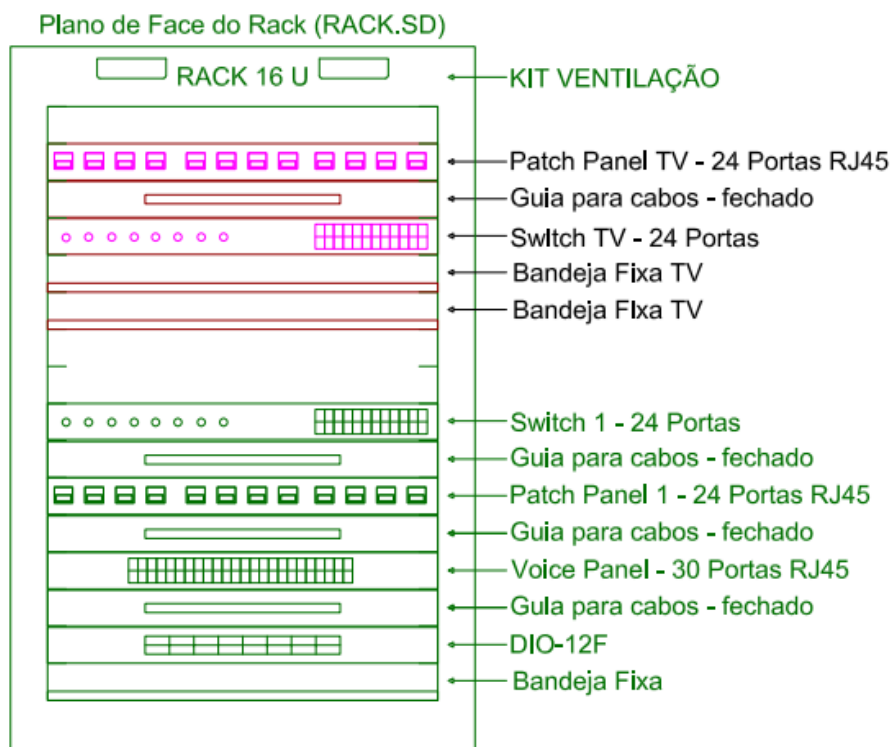 Plano de Face do Rack (RACK.SD)
RACK 16 U
KIT VENTILAÇÃO
Patch Panel TV - 24 Portas RJ45
Guia para cabos - fechado
Switch TV - 24 Portas
Bandeja Fixa TV
Bandeja Fixa TV
Switch 1 - 24 Portas
Guia para cabos - fechado
Patch Panel 1 - 24 Portas RJ45
Guia para cabos - fechado
Voice Panel - 30 Portas RJ45
Guia para cabos - fechado
DIO-12F
Bandeja Fixa